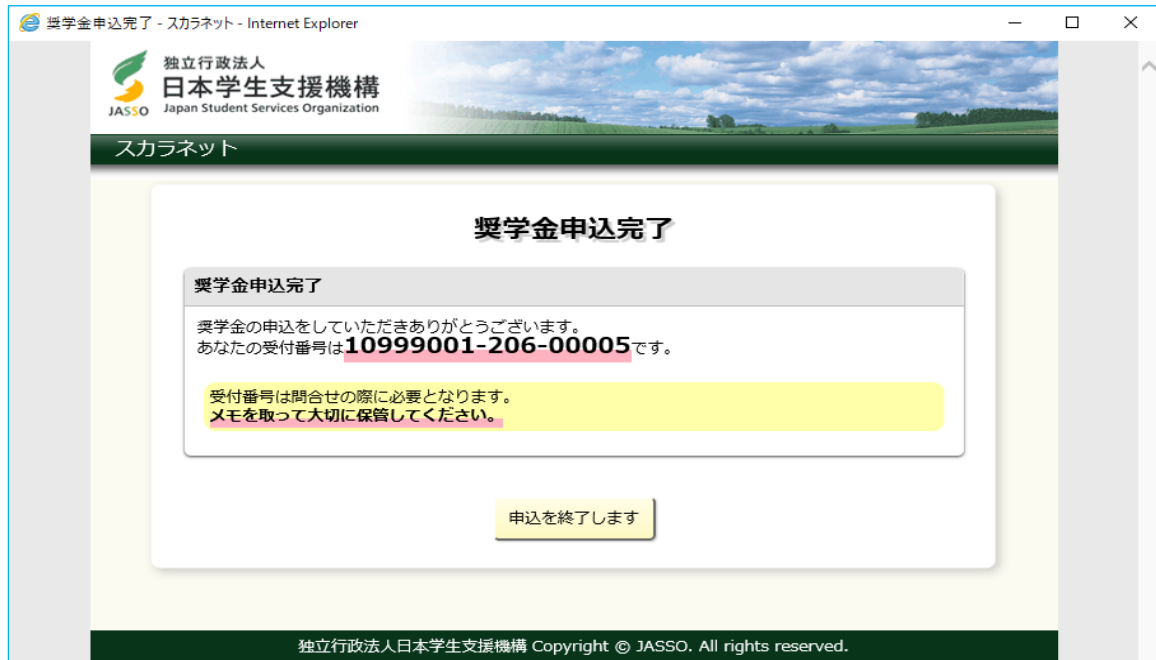 奨学金申込完了 - スカラネット - Internet Explorer
独立行政法人
日本学生支援機構
JASSO Japan Student Services Organization
スカラネット
奨学金申込完了
奨学金申込完了
奨学金の申込をしていただきありがとうございます。
あなたの受付番号は10999001-206-00005です。
受付番号は問合せの際に必要となります。
メモを取って大切に保管してください。
申込を終了します
独立行政法人日本学生支援機構 Copyright © JASSO. All rights reserved.